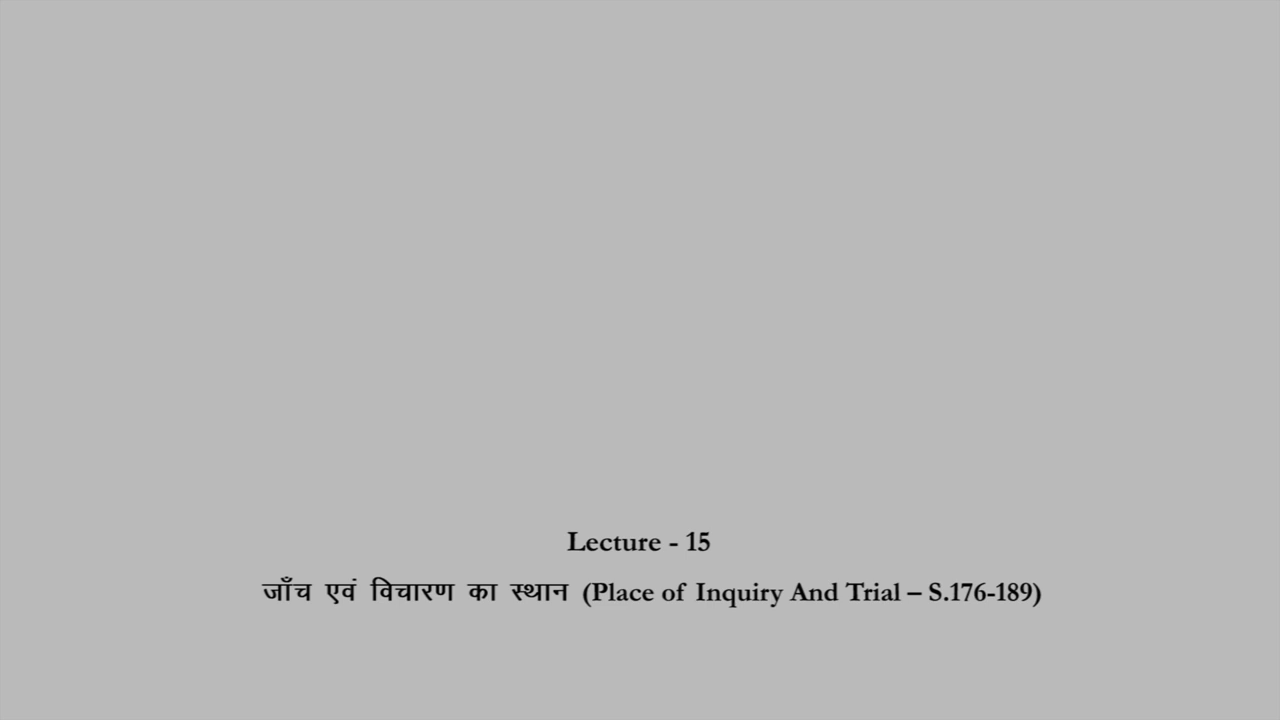 Lecture - 15
जाँच एवं विचारण का स्थान (Place of Inquiry And Trial – S.176-189)